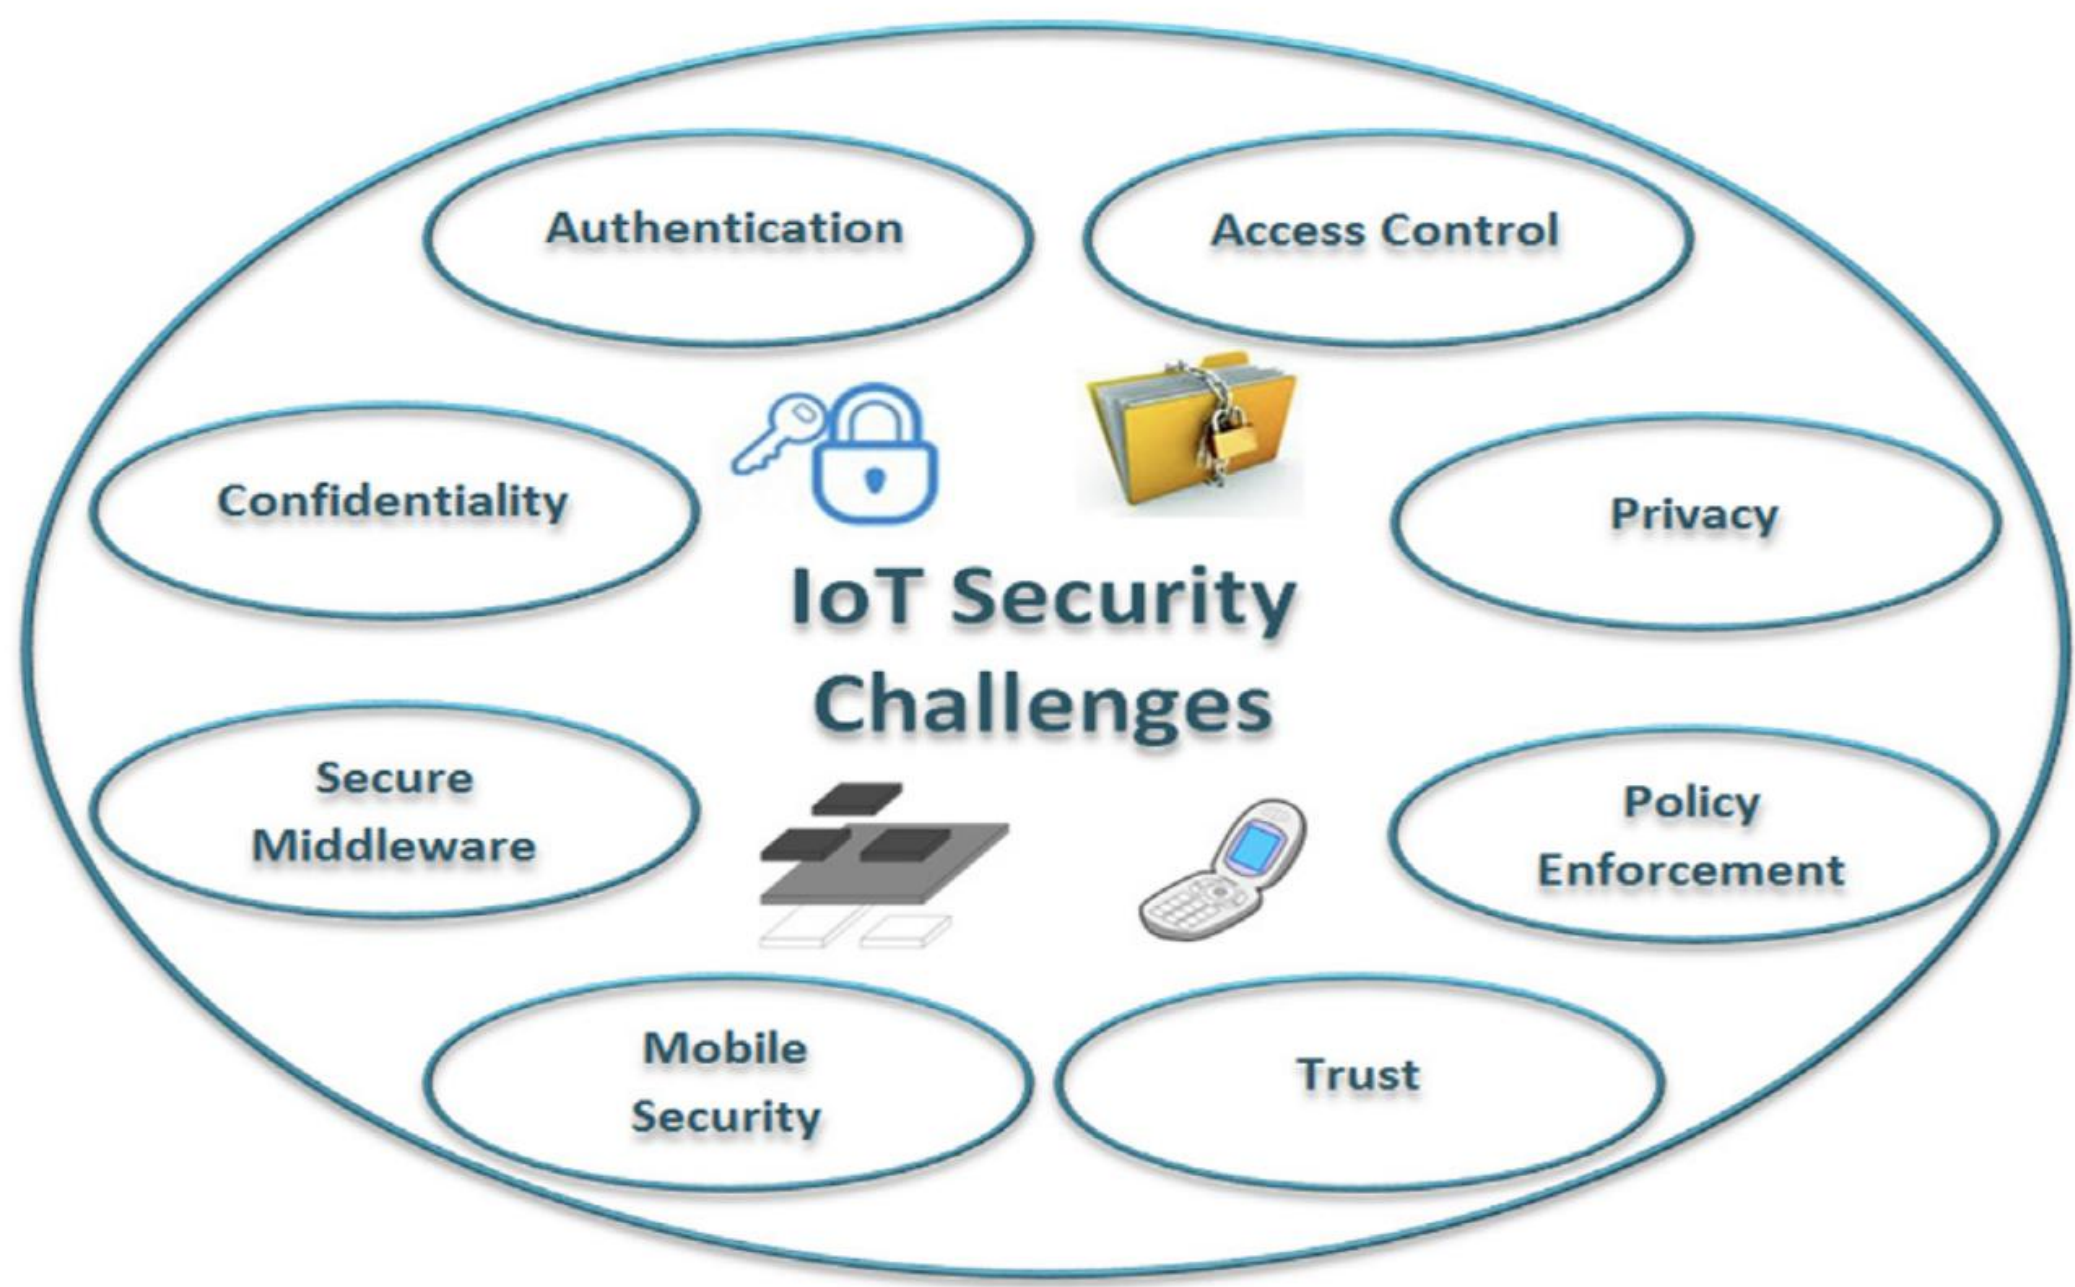 Authentication
Access Control
Confidentiality
Privacy
IoT Security
Challenges
Secure
Middleware
Policy
Enforcement
Mobile
Security
Trust